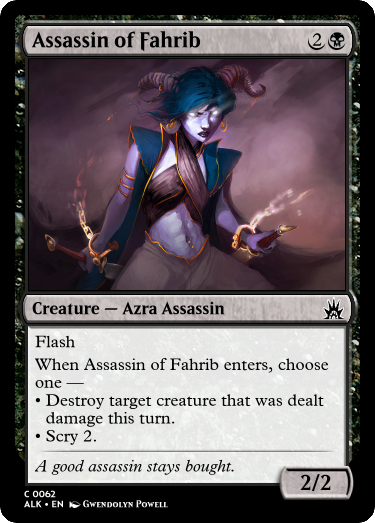 Assassin of Fahrib 2
Creature — Azra Assassin
Flash
When Assassin of Fahrib enters, choose
one —
• Destroy target creature that was dealt
damage this turn.
• Scry 2.
A good assassin stays bought.
2/2
C 0062
ALK • EN Gwendolyn Powell